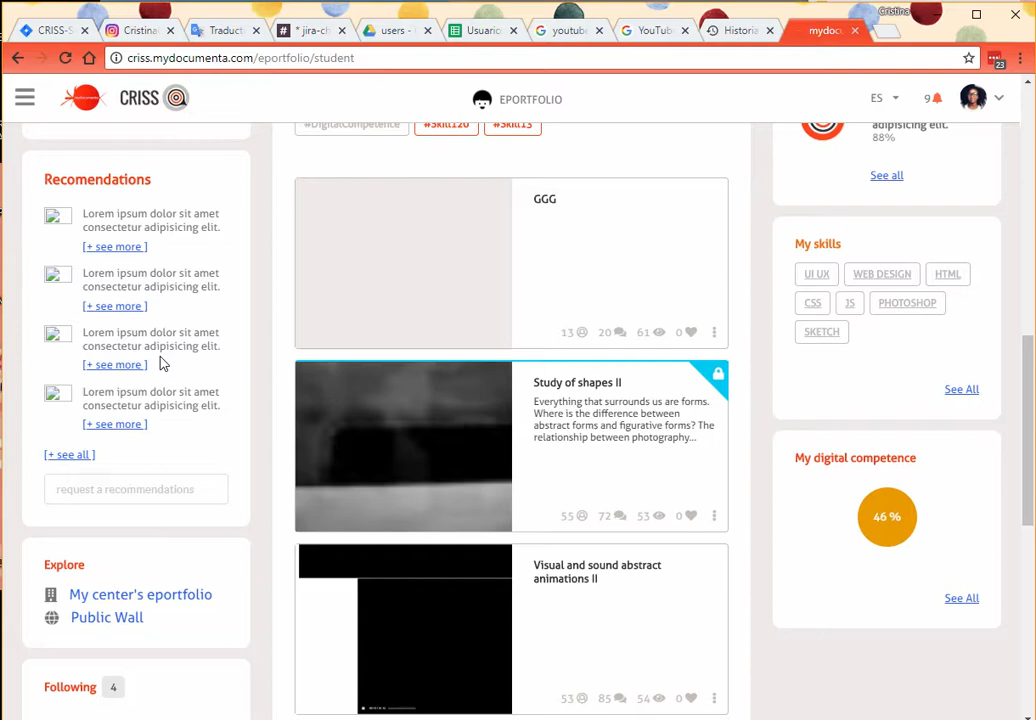 Cristina
CRISS-S
Cristina
Traduct
* jira-ch
users -
Usuario
youtube
YouTub
Historia
mydocu
criss.mydocumenta.com/eportfolio/student
23
CRISS
EPORTFOLIO
ES
9
#DigitalCompetence
#Skill120
#Skill13
Recomendations
Lorem ipsum dolor sit amet
consectetur adipisicing elit.
[+ see more ]
Lorem ipsum dolor sit amet
consectetur adipisicing elit.
[+ see more ]
Lorem ipsum dolor sit amet
consectetur adipisicing elit.
[+ see more ]
Lorem ipsum dolor sit amet
consectetur adipisicing elit.
[+ see more ]
[+ see all ]
request a recommendations
Explore
My center's eportfolio
Public Wall
Following 4
GGG
13 20 61 0
Study of shapes II
Everything that surrounds us are forms.
Where is the difference between
abstract forms and figurative forms? The
relationship between photography...
55 72 53 0
Visual and sound abstract
animations II
53 85 54 0
adipisicing elit.
88%
See all
My skills
UI UX
WEB DESIGN
HTML
CSS
JS
PHOTOSHOP
SKETCH
See All
My digital competence
46 %
See All